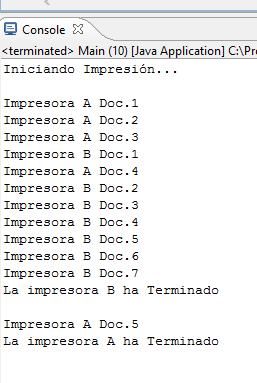 Console
<terminated> Main (10) [Java Application] C:\Pro
Iniciando Impresión...
Impresora A Doc.1
Impresora A Doc.2
Impresora A Doc.3
Impresora B Doc.1
Impresora A Doc.4
Impresora B Doc.2
Impresora B Doc.3
Impresora B Doc.4
Impresora B Doc.5
Impresora B Doc.6
Impresora B Doc.7
La impresora B ha Terminado
Impresora A Doc.5
La impresora A ha Terminado